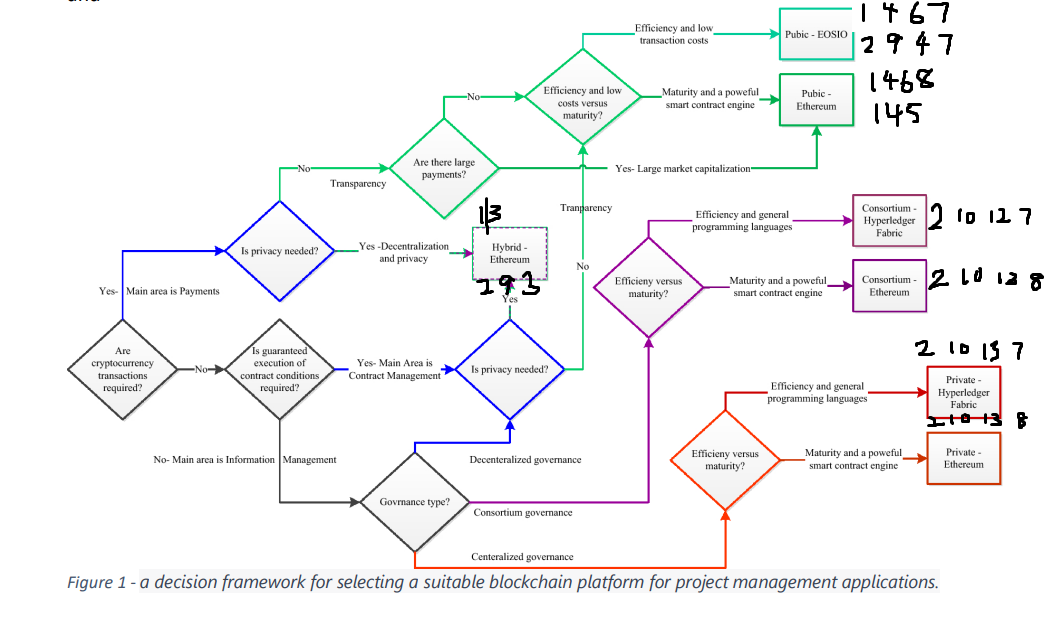 Efficiency and low
transaction costs
Pubic - EOSIO
1 4 6 7
2 9 4 7
No
Efficiency and low
costs versus
maturity?
Maturity and a poweful
smart contract engine
Pubic -
Ethereum
1468
145
No
Transparency
Are there large
payments?
Yes- Large market capitalization
Tranparency
No
13
Is privacy needed?
Yes -Decentralization
and privacy
Hybrid -
Ethereum
293
Yes
Efficiency and general
programming languages
Consortium -
Hyperledger
Fabric
2 10 12 7
Efficieny versus
maturity?
Maturity and a poweful
smart contract engine
Consortium -
Ethereum
2 10 12 8
Yes-
Main area is Payments
Are
cryptocurrency
transactions
required?
No
Is guaranteed
execution of
contract conditions
required?
Yes- Main Area is
Contract Management
Is privacy needed?
2 10 13 7
Efficiency and general
programming languages
Private -
Hyperledger
Fabric
2 10 13 8
Efficieny versus
maturity?
Maturity and a poweful
smart contract engine
Private -
Ethereum
No- Main area is Information
Management
Decenteralized governance
Govrnance type?
Consortium governance
Centeralized governance
Figure 1 - a decision framework for selecting a suitable blockchain platform for project management applications.